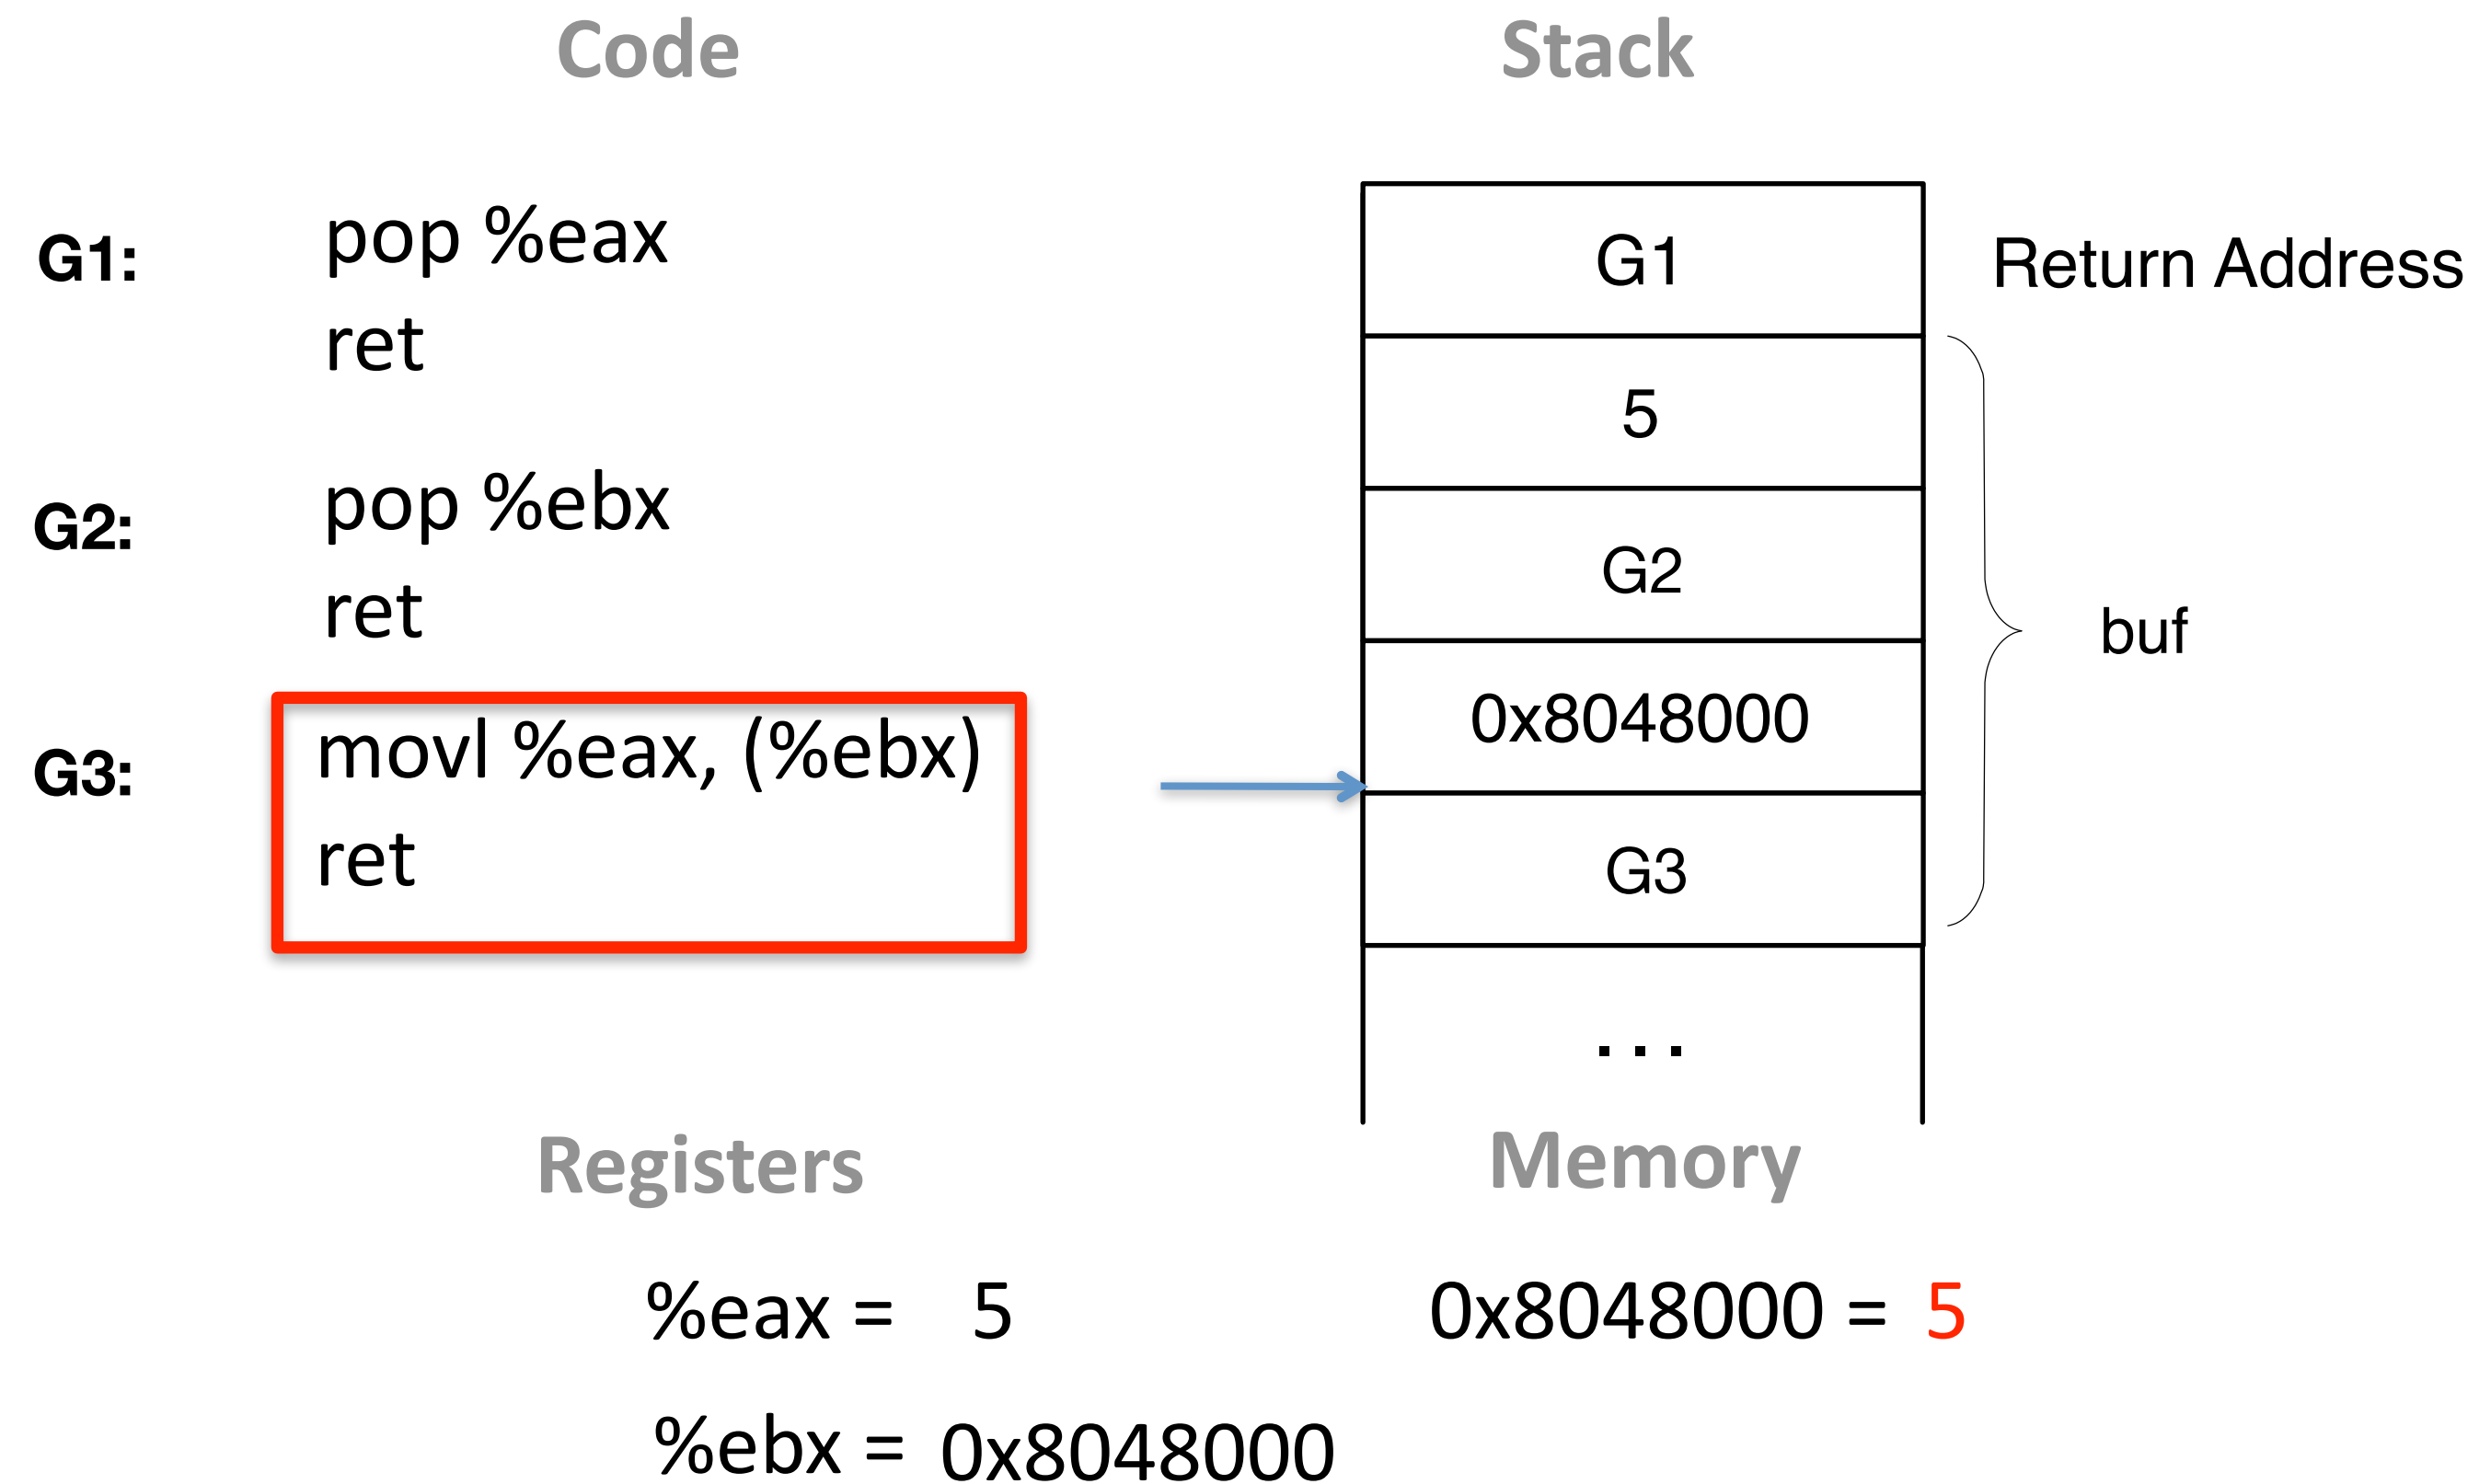 Code
G1: pop %eax
ret
G2: pop %ebx
ret
G3: movl %eax, (%ebx)
ret
Stack
G1 Return Address
5
G2
buf
0x8048000
G3
...
Registers
%eax = 5
%ebx = 0x8048000
Memory
0x8048000 = 5